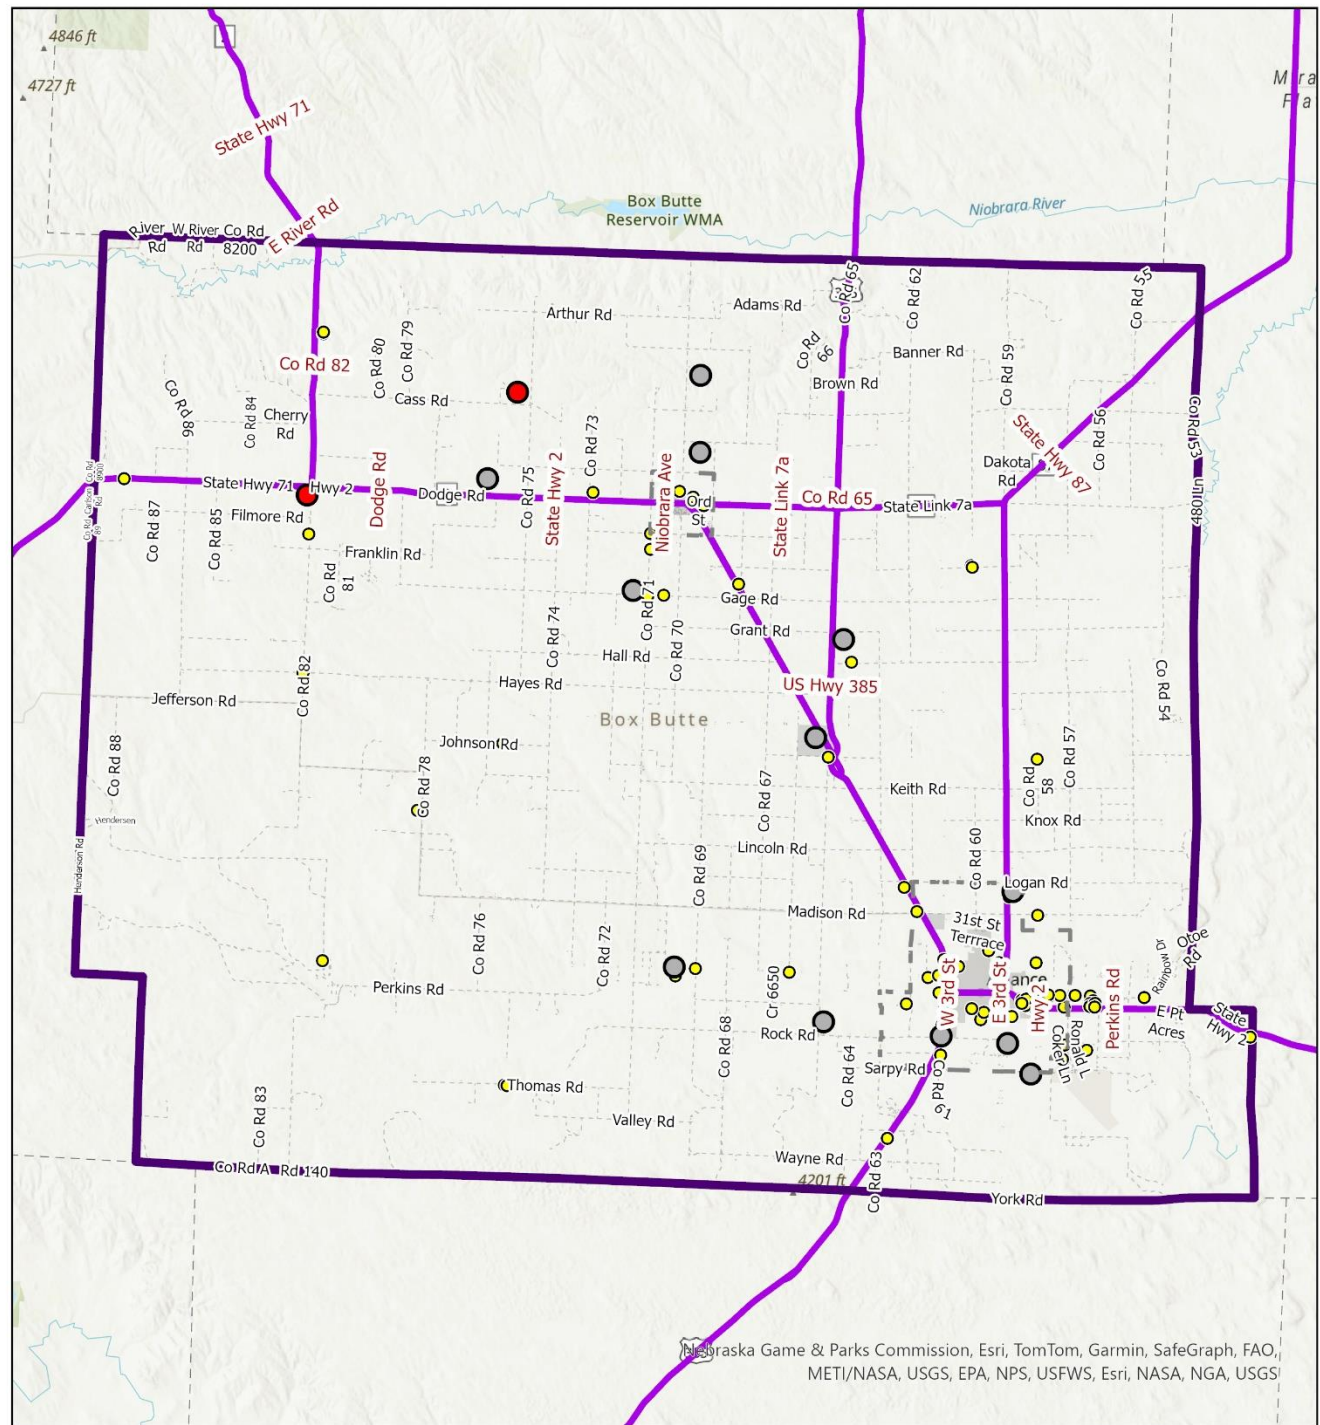 4846 ft
4727 ft
State Hwy 71
Box Butte
Reservoir WMA
Niobrara River
E River Rd
River
Rd
W River
Rd
Co Rd
8200
Co Rd 65
Co Rd 62
Co Rd 55
Arthur Rd
Adams Rd
Co Rd
66
Banner Rd
Brown Rd
Co Rd 59
Co Rd 82
Co Rd 80
Co Rd 79
Cass Rd
Co Rd
86
Co Rd 84
Cherry
Rd
Co Rd 53
Co Rd 56
State Hwy 87
Dakota
Rd
Co Rd 73
State Hwy 71
Hwy 2
Dodge Rd
Dodge Rd
Co Rd 75
State Hwy 2
Niobrara Ave
Ord
St
State Link 7a
Co Rd 65
State Link 7a
480Th Ln
Co Rd 87
Co Rd 85
Filmore Rd
Franklin Rd
Co Rd
81
Gage Rd
Co Rd 71
Grant Rd
Co Rd 74
Hall Rd
Co Rd 70
Hayes Rd
US Hwy 385
Co Rd 82
Jefferson Rd
Co Rd 54
Box Butte
Johnson Rd
Co Rd 88
Co Rd 78
Co Rd 67
Keith Rd
Co Rd
58
Co Rd 57
Knox Rd
Hendersen
Henderson Rd
Lincoln Rd
Co Rd 60
Co Rd 69
Logan Rd
Madison Rd
31st St
Terrrace
Co Rd 76
Co Rd 72
Otoe
Rd
Rainbow Dr
Perkins Rd
Cr 6650
W 3rd St
E 3rd St
Hwy 2
Perkins Rd
E Pt
Acres
State
Hwy 2
Rock Rd
Co Rd 68
Co Rd 64
Sarpy Rd
Co Rd
61
Ronald L
Coker Ln
Thomas Rd
Co Rd 83
Valley Rd
Wayne Rd
Co Rd A
Rd 140
4201 ft
Co Rd 63
York Rd
Nebraska Game & Parks Commission, Esri, TomTom, Garmin, SafeGraph, FAO,
METI/NASA, USGS, EPA, NPS, USFWS, Esri, NASA, NGA, USGS